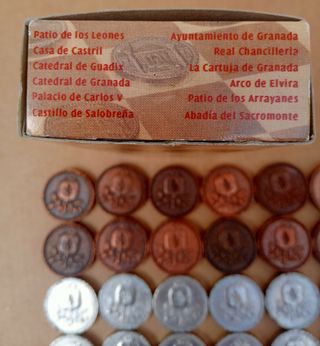 Patio de los Leones
Casa de Castril
Catedral de Guadix
Catedral de Granada
Palacio de Carlos V
Castillo de Salobreña
Ayuntamiento de Granada
Real Chancillería
La Cartuja de Granada
Arco de Elvira
Patio de los Arrayanes
Abadía del Sacromonte